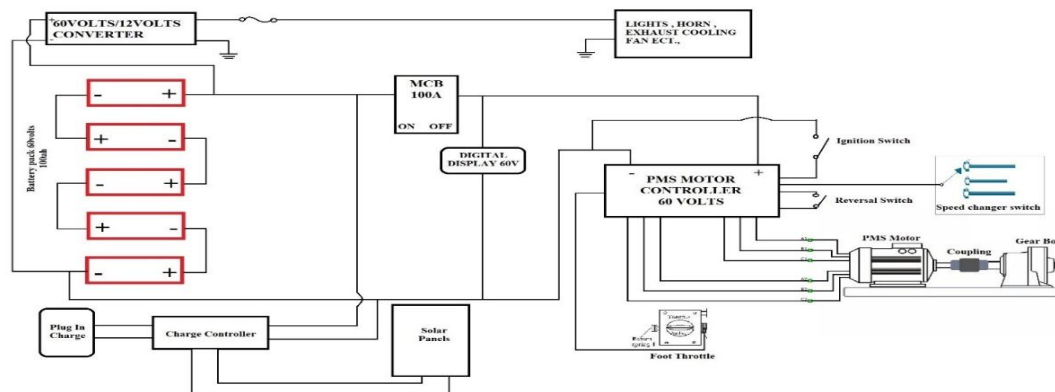 60VOLTS/12VOLTS
CONVERTER
+
-
LIGHTS , HORN ,
EXHAUST COOLING
FAN ECT.,
Battery pack 60volts
100ah
- +
+ -
- +
+ -
- +
MCB
100A
ON OFF
DIGITAL
DISPLAY 60V
Ignition Switch
- +
PMS MOTOR
CONTROLLER
60 VOLTS
Reversal Switch
Speed changer switch
PMS Motor
Coupling
Gear Bo
Plug In
Charge
Charge Controller
Solar
Panels
Foot Throttle